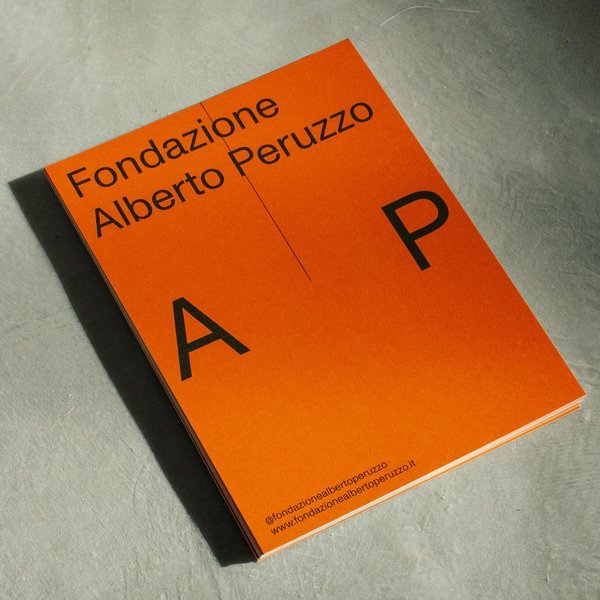 Fondazione
Alberto Peruzzo
A P
@fondazionealbertoperuzzo
www.fondazionealbertoperuzzo.it